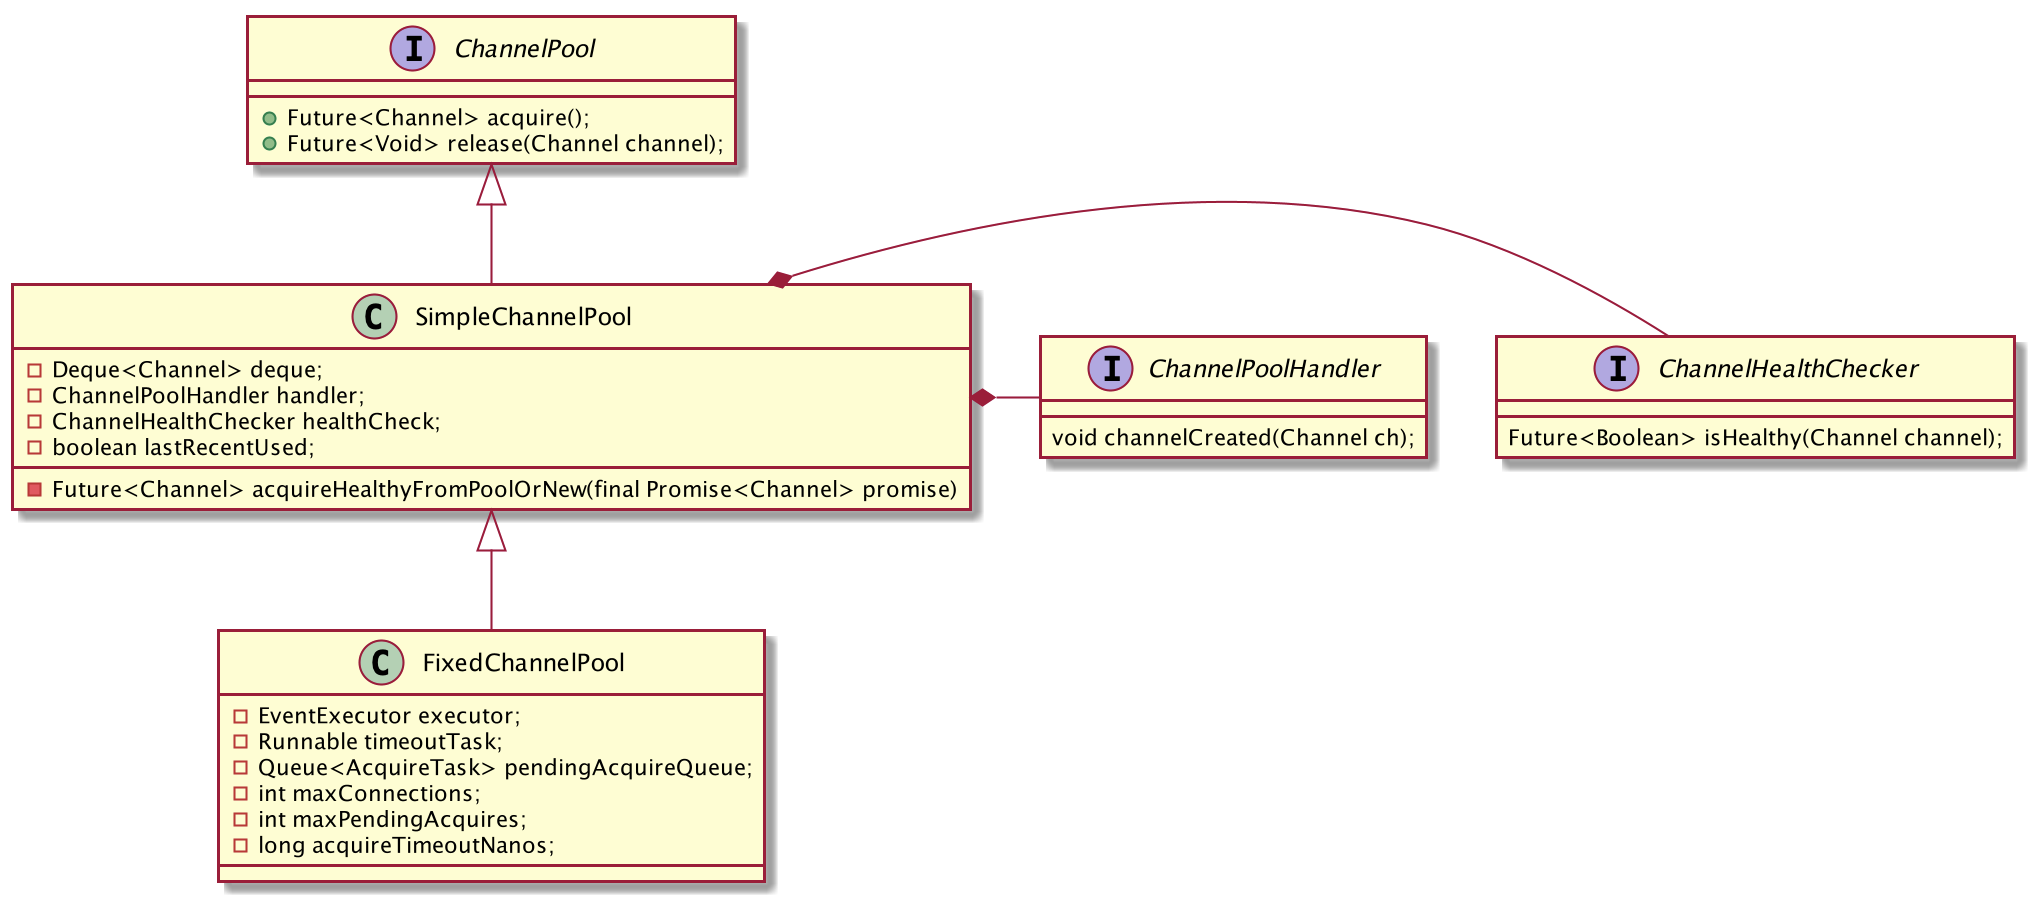 I ChannelPool
Future<Channel> acquire();
Future<Void> release(Channel channel);
C SimpleChannelPool
Deque<Channel> deque;
ChannelPoolHandler handler;
ChannelHealthChecker healthCheck;
boolean lastRecentUsed;
Future<Channel> acquireHealthyFromPoolOrNew(final Promise<Channel> promise)
I ChannelPoolHandler
void channelCreated(Channel ch);
I ChannelHealthChecker
Future<Boolean> isHealthy(Channel channel);
C FixedChannelPool
EventExecutor executor;
Runnable timeoutTask;
Queue<AcquireTask> pendingAcquireQueue;
int maxConnections;
int maxPendingAcquires;
long acquireTimeoutNanos;